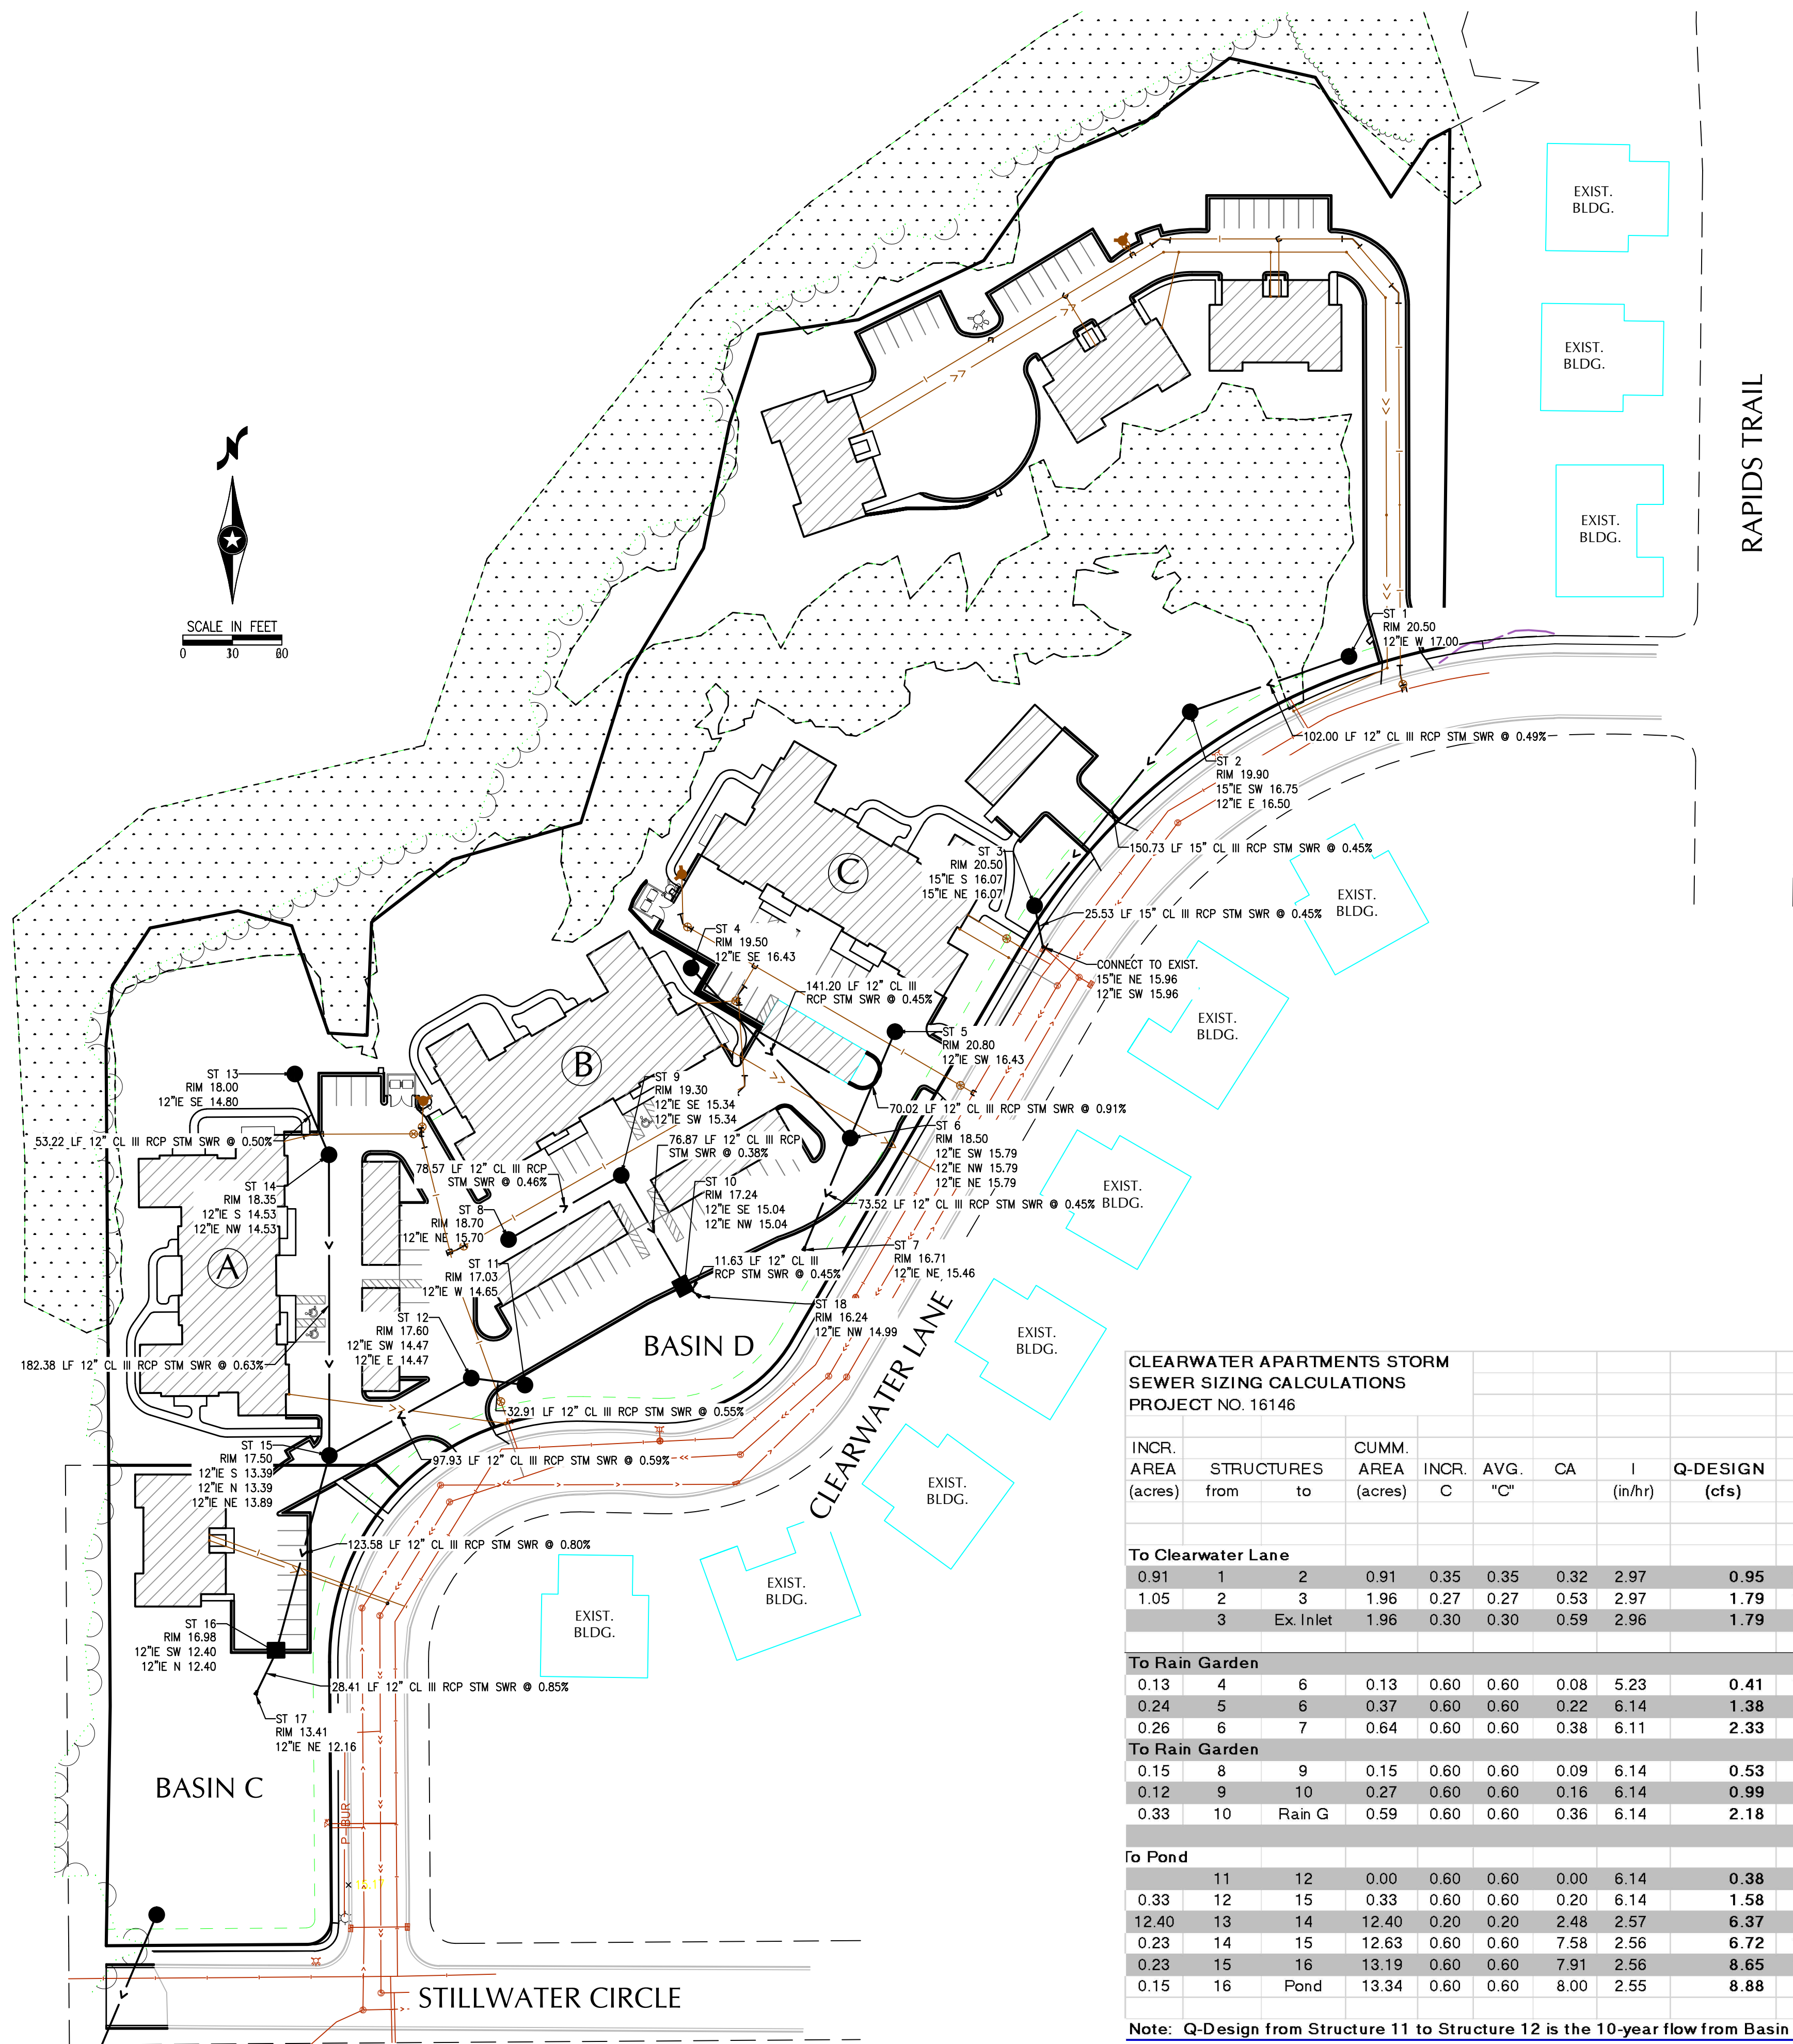 EXIST.
BLDG.
EXIST.
BLDG.
EXIST.
BLDG.
RAPIDS TRAIL
N
SCALE IN FEET
0 30 60
ST 1
RIM 20.50
12"IE W 17.00
102.00 LF 12" CL III RCP STM SWR @ 0.49%
ST 2
RIM 19.90
15"IE SW 16.75
12"IE E 16.50
150.73 LF 15" CL III RCP STM SWR @ 0.45%
ST 3
RIM 20.50
15"IE S 16.07
15"IE NE 16.07
C
25.53 LF 15" CL III RCP STM SWR @ 0.45%
EXIST.
BLDG.
ST 4
RIM 19.50
12"IE SE 16.43
CONNECT TO EXIST.
15"IE NE 15.96
12"IE SW 15.96
141.20 LF 12" CL III
RCP STM SWR @ 0.45%
EXIST.
BLDG.
ST 5
RIM 20.80
12"IE SW 16.43
B
ST 13
RIM 18.00
12"IE SE 14.80
ST 9
RIM 19.30
12"IE SE 15.34
12"IE SW 15.34
70.02 LF 12" CL III RCP STM SWR @ 0.91%
53.22 LF 12" CL III RCP STM SWR @ 0.50%
ST 6
RIM 18.50
12"IE SW 15.79
12"IE NW 15.79
12"IE NE 15.79
76.87 LF 12" CL III RCP
STM SWR @ 0.38%
78.57 LF 12" CL III RCP
STM SWR @ 0.46%
ST 14
RIM 18.35
12"IE S 14.53
12"IE NW 14.53
ST 10
RIM 17.24
12"IE SE 15.04
12"IE NW 15.04
EXIST.
BLDG.
73.52 LF 12" CL III RCP STM SWR @ 0.45%
ST 8
RIM 18.70
12"IE NE 15.70
A
ST 7
RIM 16.71
12"IE NE 15.46
ST 11
RIM 17.03
12"IE W 14.65
11.63 LF 12" CL III
RCP STM SWR @ 0.45%
ST 18
RIM 16.24
12"IE NW 14.99
ST 12
RIM 17.60
12"IE SW 14.47
12"IE E 14.47
BASIN D
EXIST.
BLDG.
182.38 LF 12" CL III RCP STM SWR @ 0.63%
CLEARWATER LANE
32.91 LF 12" CL III RCP STM SWR @ 0.55%
ST 15
RIM 17.50
12"IE S 13.39
12"IE N 13.39
12"IE NE 13.89
97.93 LF 12" CL III RCP STM SWR @ 0.59%
EXIST.
BLDG.
123.58 LF 12" CL III RCP STM SWR @ 0.80%
EXIST.
BLDG.
EXIST.
BLDG.
ST 16
RIM 16.98
12"IE SW 12.40
12"IE N 12.40
28.41 LF 12" CL III RCP STM SWR @ 0.85%
ST 17
RIM 13.41
12"IE NE 12.16
BASIN C
P-BUR
STILLWATER CIRCLE
CLEARWATER APARTMENTS STORM
SEWER SIZING CALCULATIONS
PROJECT NO. 16146
INCR. CUMM.
AREA STRUCTURES AREA INCR. AVG. CA I Q-DESIGN
(acres) from to (acres) C "C" (in/hr) (cfs)
To Clearwater Lane
0.91 1 2 0.91 0.35 0.35 0.32 2.97 0.95
1.05 2 3 1.96 0.27 0.27 0.53 2.97 1.79
3 Ex. Inlet 1.96 0.30 0.30 0.59 2.96 1.79
To Rain Garden
0.13 4 6 0.13 0.60 0.60 0.08 5.23 0.41
0.24 5 6 0.37 0.60 0.60 0.22 6.14 1.38
0.26 6 7 0.64 0.60 0.60 0.38 6.11 2.33
To Rain Garden
0.15 8 9 0.15 0.60 0.60 0.09 6.14 0.53
0.12 9 10 0.27 0.60 0.60 0.16 6.14 0.99
0.33 10 Rain G 0.59 0.60 0.60 0.36 6.14 2.18
To Pond
11 12 0.00 0.60 0.60 0.00 6.14 0.38
0.33 12 15 0.33 0.60 0.60 0.20 6.14 1.58
12.40 13 14 12.40 0.20 0.20 2.48 2.57 6.37
0.23 14 15 12.63 0.60 0.60 7.58 2.56 6.72
0.23 15 16 13.19 0.60 0.60 7.91 2.56 8.65
0.15 16 Pond 13.34 0.60 0.60 8.00 2.55 8.88
Note: Q-Design from Structure 11 to Structure 12 is the 10-year flow from Basin